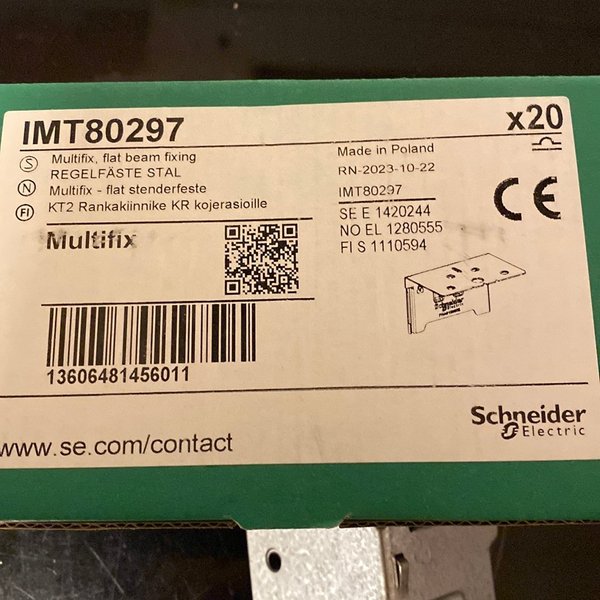 IMT80297
x20
S Multifix, flat beam fixing
REGELFÄSTE STAL
N Multifix - flat stenderfeste
FI KT2 Rankakiinnike KR kojerasioille
Made in Poland
RN-2023-10-22
IMT80297
SE E 1420244
NO EL 1280555
FI S 1110594
CE
Multifix
Schneider
13606481456011
www.se.com/contact
Schneider
Electric